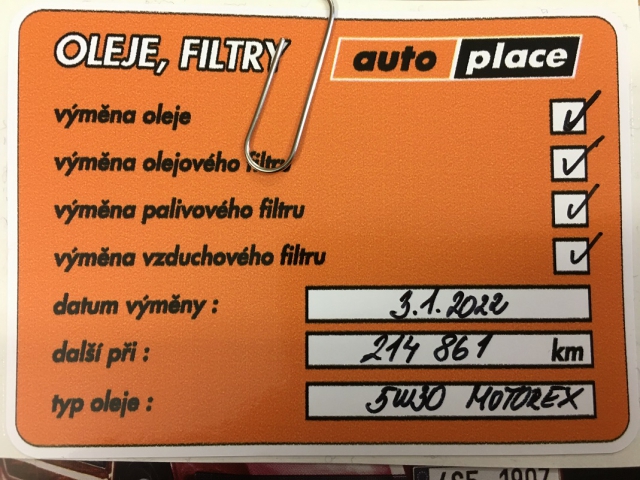 OLEJE, FILTRY auto place
výměna oleje
výměna olejového filtru
výměna palivového filtru
výměna vzduchového filtru
datum výměny : 3.1.2022
další při : 214 861 km
typ oleje : 5W30 MOTOREX